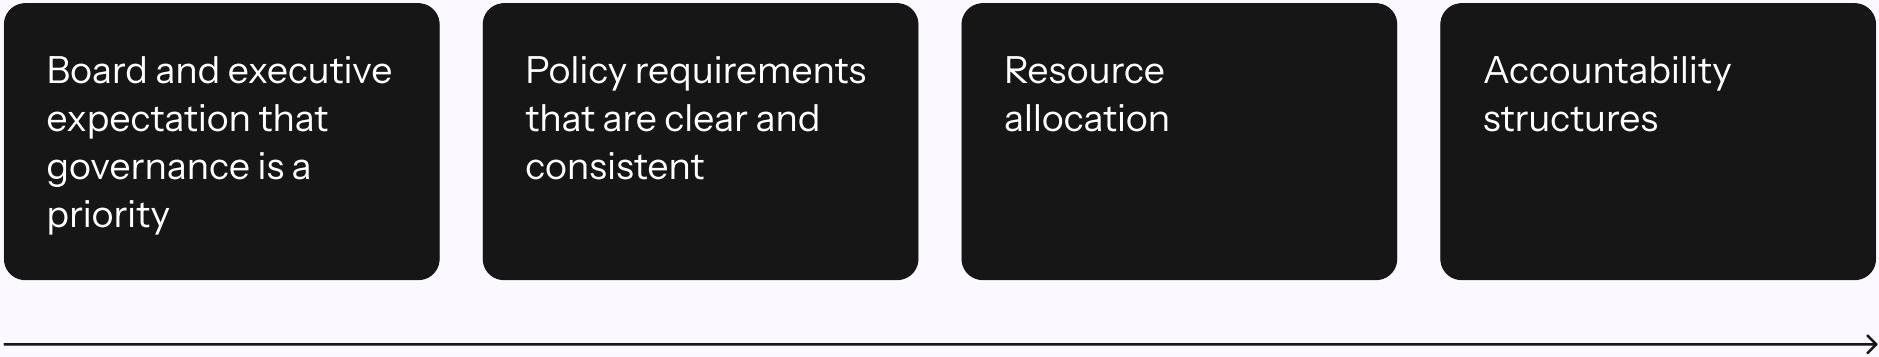 Board and executive
expectation that
governance is a
priority
Policy requirements
that are clear and
consistent
Resource
allocation
Accountability
structures